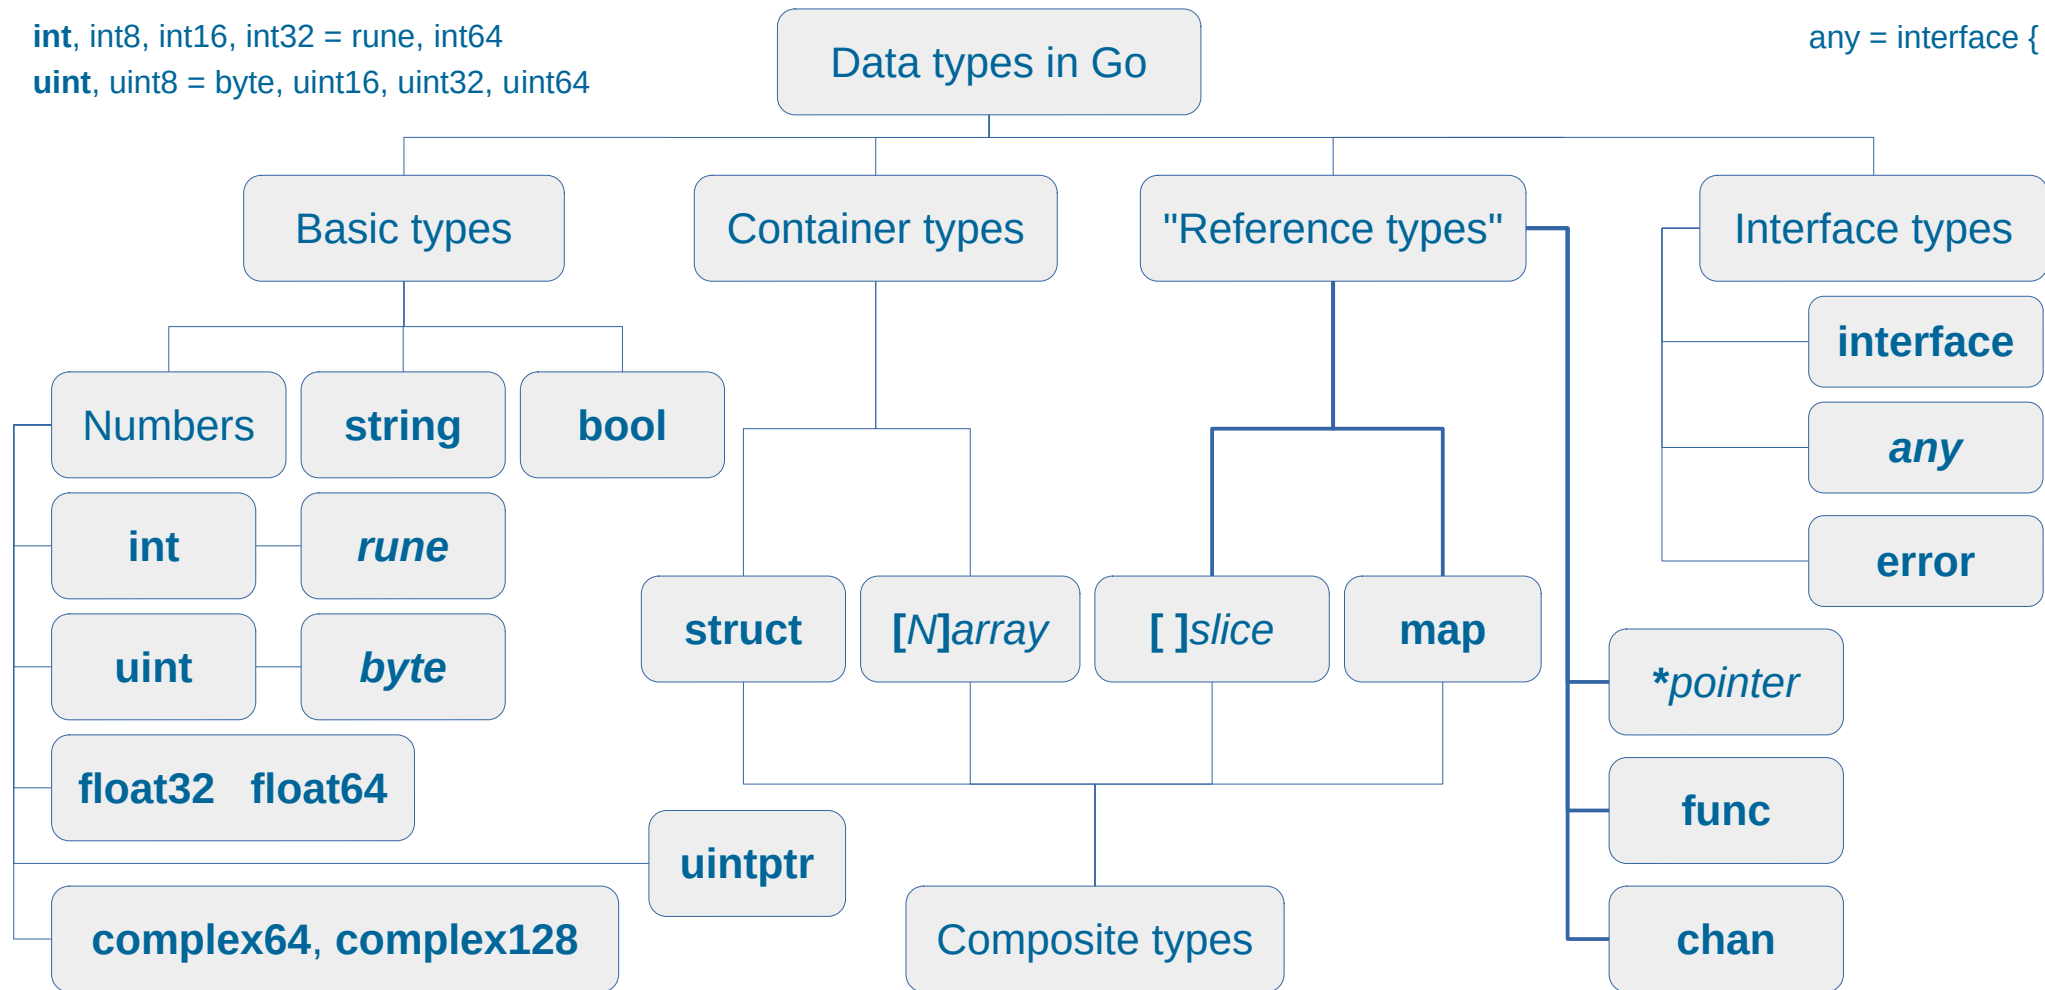 int, int8, int16, int32 = rune, int64
uint, uint8 = byte, uint16, uint32, uint64
Data types in Go
any = interface {
Basic types
Container types
"Reference types"
Interface types
interface
any
error
Numbers
string
bool
int
rune
uint
byte
float32 float64
uintptr
complex64, complex128
struct
[N]array
[ ]slice
map
Composite types
*pointer
func
chan